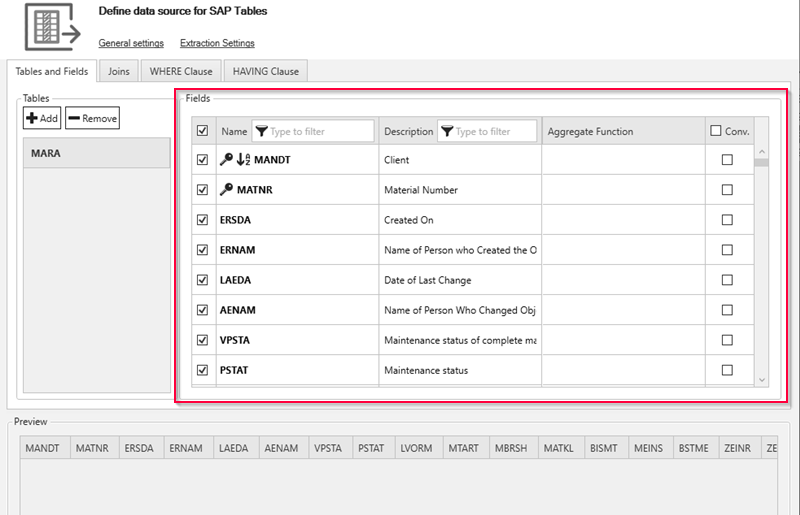 Define data source for SAP Tables
General settings Extraction Settings
Tables and Fields Joins WHERE Clause HAVING Clause
Tables Fields
Add Remove
Name Type to filter Description Type to filter Aggregate Function Conv.
MARA
MANDT Client
MATNR Material Number
ERSDA Created On
ERNAM Name of Person who Created the O
LAEDA Date of Last Change
AENAM Name of Person Who Changed Obj
VPSTA Maintenance status of complete ma
PSTAT Maintenance status
Preview
MANDT MATNR ERSDA ERNAM LAEDA AENAM VPSTA PSTAT LVORM MTART MBRSH MATKL BISMT MEINS BSTME ZEINR ZE